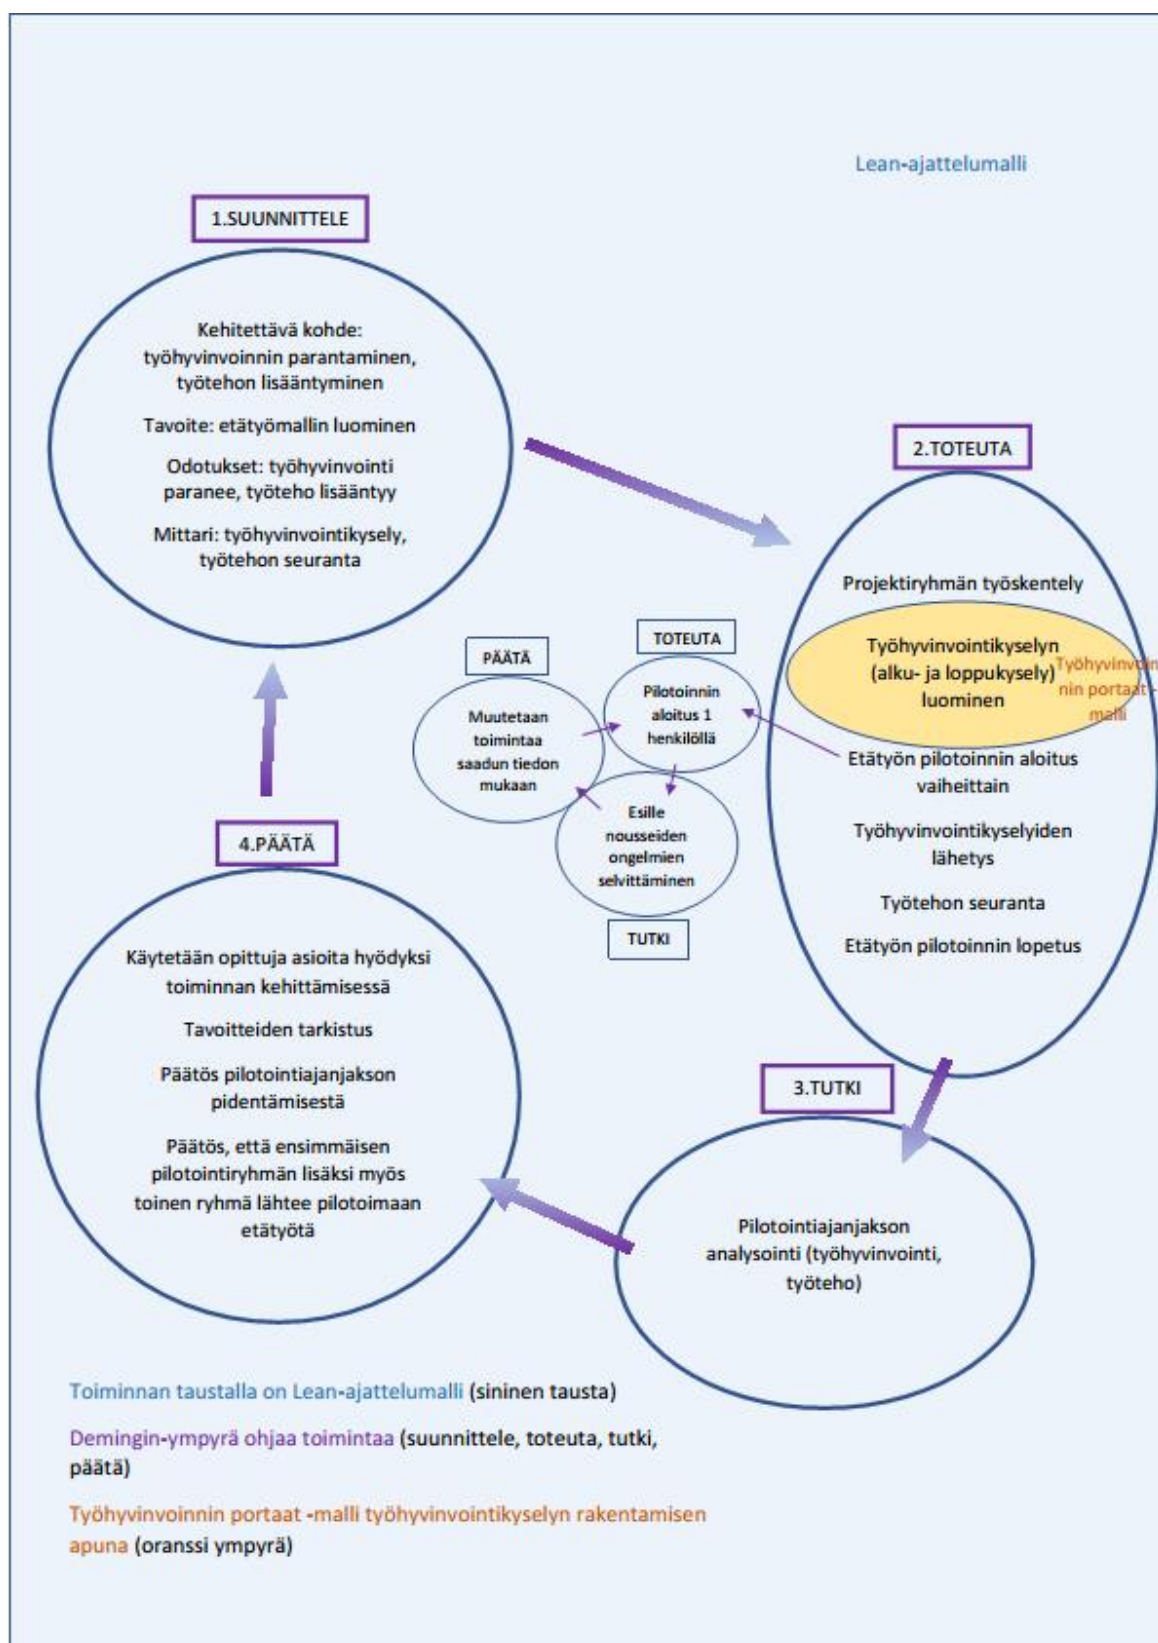 Lean-ajattelumalli
1.SUUNNITTELE
Kehitettävä kohde:
työhyvinvoinnin parantaminen,
työtehon lisääntyminen
Tavoite: etätyömallin luominen
Odotukset: työhyvinvointi
paranee, työteho lisääntyy
Mittari: työhyvinvointikysely,
työtehon seuranta
2.TOTEUTA
Projektiryhmän työskentely
Työhyvinvointikyselyn
(alku- ja loppukysely)
luominen
Työhyvinvoin
nin portaat -
malli
Etätyön pilotoinnin aloitus
vaiheittain
Työhyvinvointikyselyiden
lähetys
Työtehon seuranta
Etätyön pilotoinnin lopetus
TOTEUTA
Pilotoinnin
aloitus 1
henkilöllä
PÄÄTÄ
Muutetaan
toimintaa
saadun tiedon
mukaan
Esille
nousseiden
ongelmien
selvittäminen
TUTKI
3.TUTKI
Pilotointiajanjakson
analysointi (työhyvinvointi,
työteho)
4.PÄÄTÄ
Käytetään opittuja asioita hyödyksi
toiminnan kehittämisessä
Tavoitteiden tarkistus
Päätös pilotointiajanjakson
pidentämisestä
Päätös, että ensimmäisen
pilotointiryhmän lisäksi myös
toinen ryhmä lähtee pilotoimaan
etätyötä
Toiminnan taustalla on Lean-ajattelumalli (sininen tausta)
Demingin-ympyrä ohjaa toimintaa (suunnittele, toteuta, tutki,
päätä)
Työhyvinvoinnin portaat -malli työhyvinvointikyselyn rakentamisen
apuna (oranssi ympyrä)